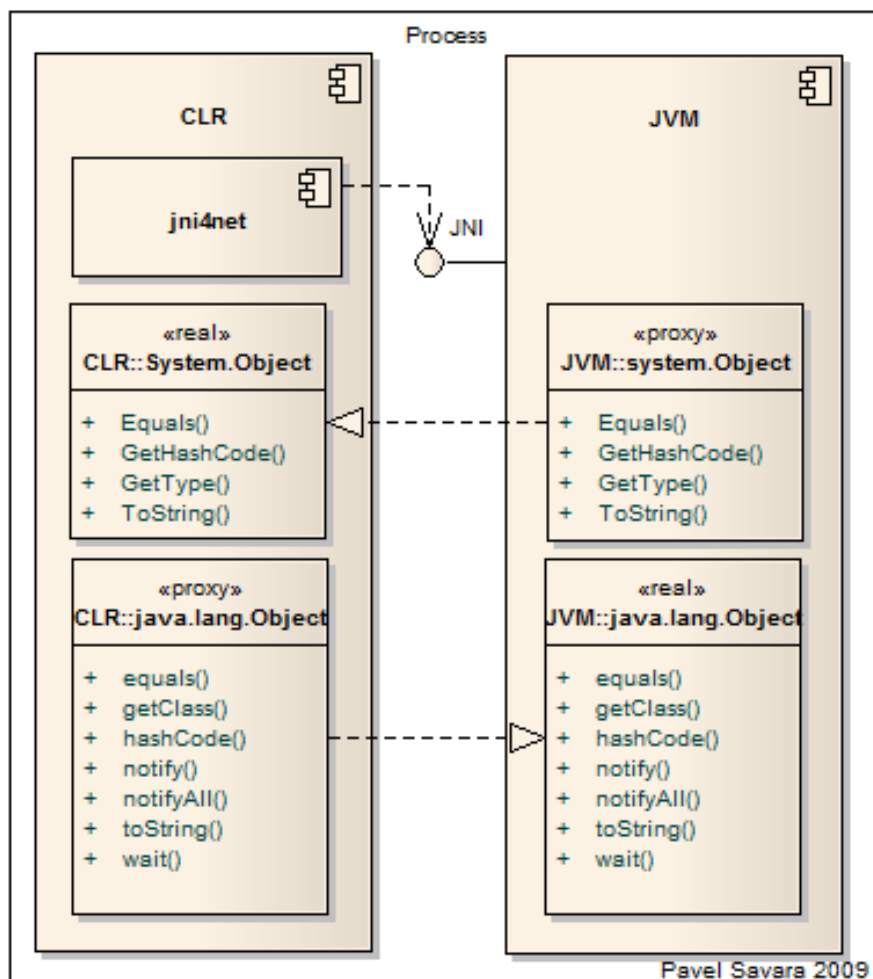 Process
CLR
jni4net
«real»
CLR::System.Object
+ Equals()
+ GetHashCode()
+ GetType()
+ ToString()
«proxy»
CLR::java.lang.Object
+ equals()
+ getClass()
+ hashCode()
+ notify()
+ notifyAll()
+ toString()
+ wait()
JNI
JVM
«proxy»
JVM::system.Object
+ Equals()
+ GetHashCode()
+ GetType()
+ ToString()
«real»
JVM::java.lang.Object
+ equals()
+ getClass()
+ hashCode()
+ notify()
+ notifyAll()
+ toString()
+ wait()
Pavel Savara 2009